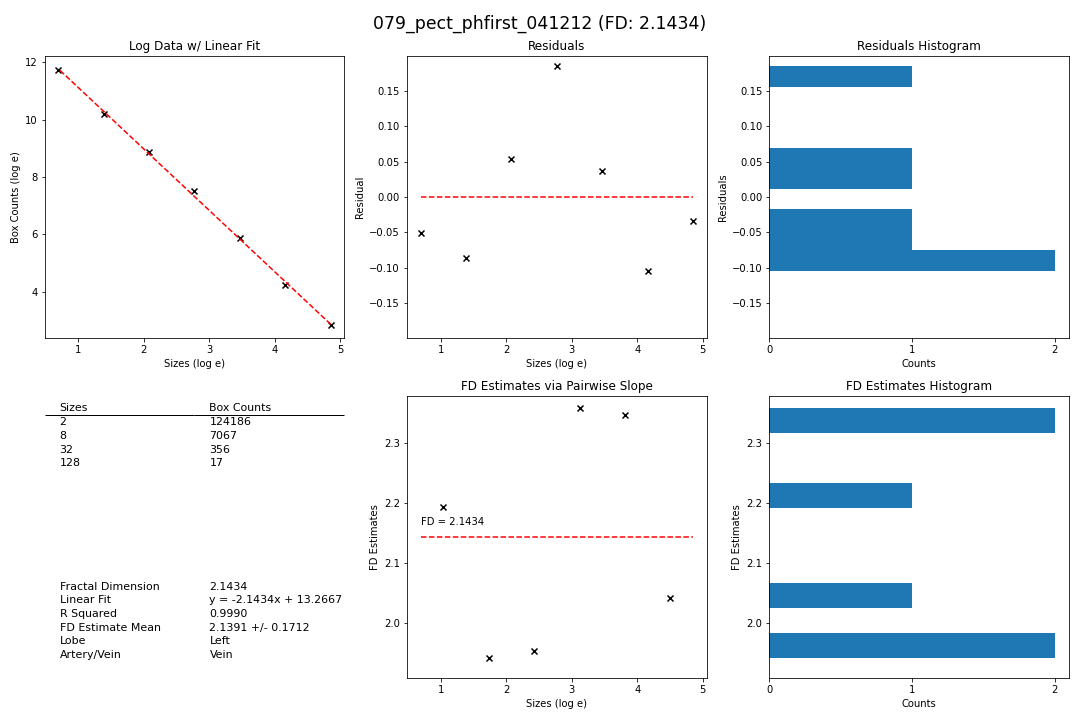 079_pect_phfirst_041212 (FD: 2.1434)
Log Data w/ Linear Fit
12
10
8
6
4
Box Counts (log e)
1 2 3 4 5
Sizes (log e)
Residuals
0.15
0.10
0.05
0.00
−0.05
−0.10
−0.15
Residual
1 2 3 4 5
Sizes (log e)
Residuals Histogram
0.15
0.10
0.05
0.00
−0.05
−0.10
−0.15
Residuals
0 1 2
Counts
Sizes Box Counts
2 124186
8 7067
32 356
128 17
Fractal Dimension 2.1434
Linear Fit y = -2.1434x + 13.2667
R Squared 0.9990
FD Estimate Mean 2.1391 +/- 0.1712
Lobe Left
Artery/Vein Vein
FD Estimates via Pairwise Slope
2.3
2.2
2.1
2.0
FD Estimates
FD = 2.1434
1 2 3 4 5
Sizes (log e)
FD Estimates Histogram
2.3
2.2
2.1
2.0
FD Estimates
0 1 2
Counts